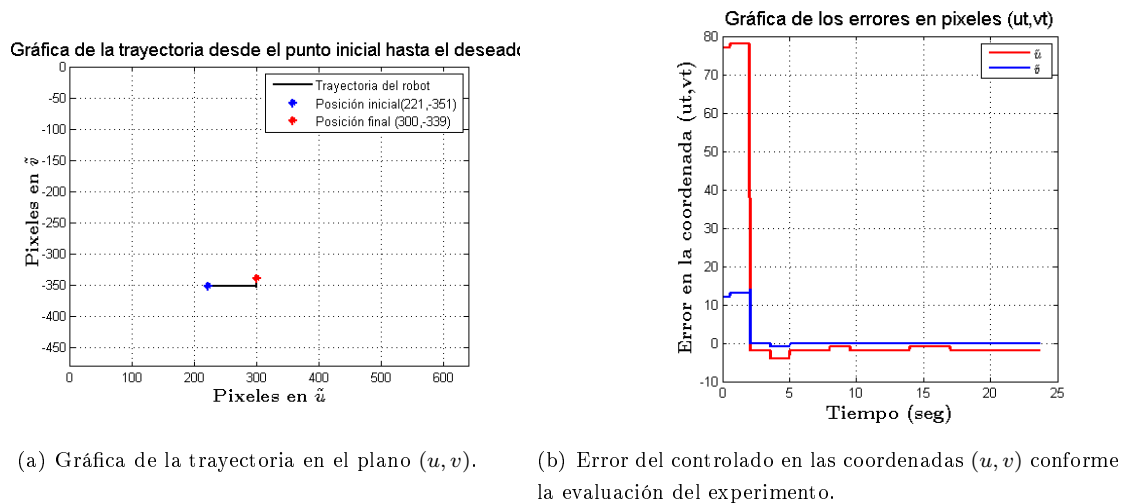 Gráfica de la trayectoria desde el punto inicial hasta el deseado
0
-50
-100
-150
-200
-250
-300
-350
-400
-450
0 100 200 300 400 500 600
Pixeles en ṽ
Pixeles en ũ
Trayectoria del robot
Posición inicial(221,-351)
Posición final (300,-339)
(a) Gráfica de la trayectoria en el plano (u, v).
Gráfica de los errores en pixeles (ut,vt)
80
70
60
50
40
30
20
10
0
-10
0 5 10 15 20 25
Error en la coordenada (ut,vt)
Tiempo (seg)
ũ
ṽ
(b) Error del controlado en las coordenadas (u, v) conforme
la evaluación del experimento.